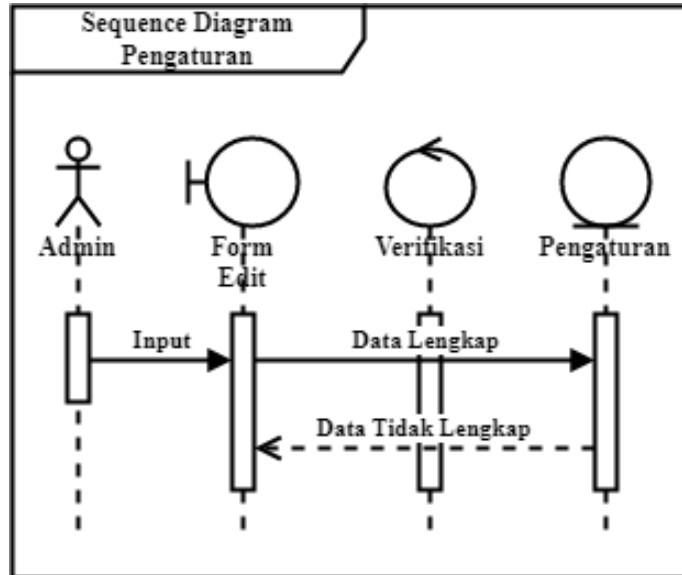 Sequence Diagram
Pengaturan
Admin
Form
Edit
Verifikasi
Pengaturan
Input
Data Lengkap
Data Tidak Lengkap